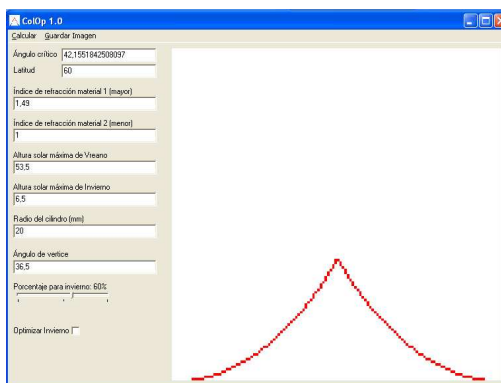 ColOp 1.0
Calcular Guardar Imagen
Ángulo crítico 42,1551842508097
Latitud 60
Índice de refracción material 1 (mayor)
1,49
Índice de refracción material 2 (menor)
1
Altura solar máxima de Vreano
53,5
Altura solar máxima de Invierno
6,5
Radio del cilindro (mm)
20
Ángulo de vertice
36,5
Porcentaje para invierno: 60%
Optimizar Invierno